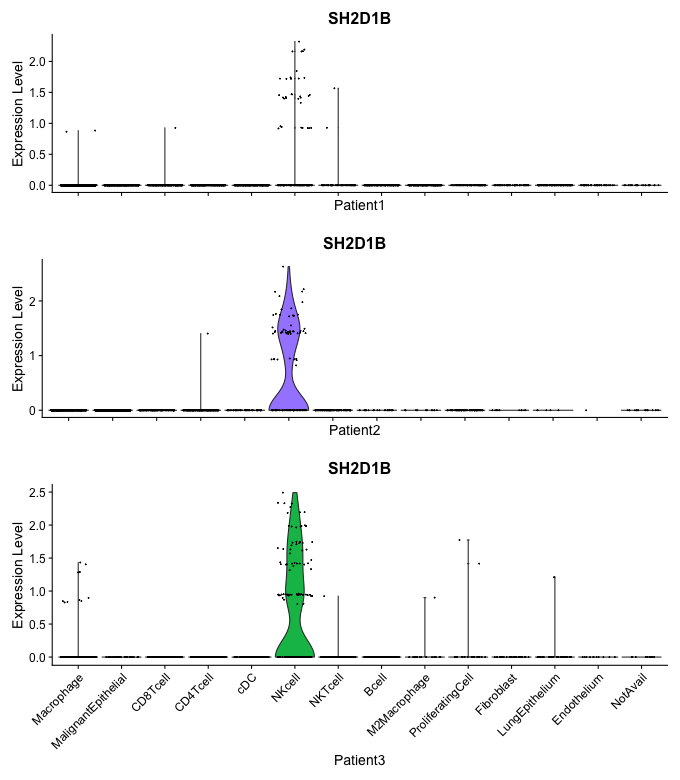 SH2D1B
Expression Level
2.0
1.5
1.0
0.5
0.0
Patient1
SH2D1B
Expression Level
2
1
0
Patient2
SH2D1B
Expression Level
2.5
2.0
1.5
1.0
0.5
0.0
Macrophage
MalignantEpithelial
CD8Tcell
CD4Tcell
cDC
NKcell
NKTcell
Bcell
M2Macrophage
ProliferatingCell
Fibroblast
LungEpithelium
Endothelium
NotAvail
Patient3